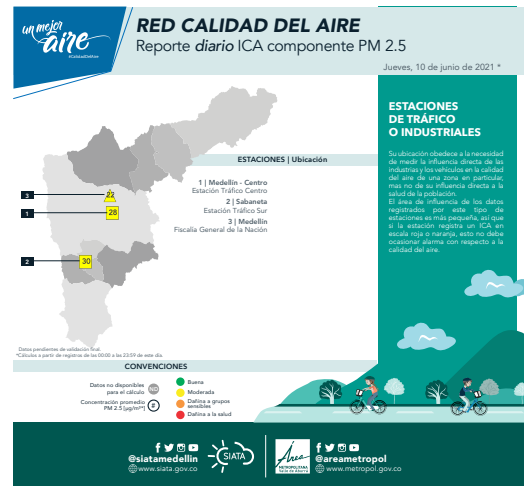 un mejor
aire
#CalidadDelAire
RED CALIDAD DEL AIRE
Reporte diario ICA componente PM 2.5
Jueves, 10 de junio de 2021 *
ESTACIONES
DE TRÁFICO
O INDUSTRIALES
Su ubicación obedece a la necesidad
de medir la influencia directa de las
industrias y los vehículos en la calidad
del aire de una zona en particular,
mas no de su influencia directa a la
salud de la población.
El área de influencia de los datos
registrados por este tipo de
estaciones es más pequeña, así que
si la estación registra un ICA en
escala roja o naranja, esto no debe
ocasionar alarma con respecto a la
calidad del aire.
ESTACIONES | Ubicación
1 | Medellín - Centro
Estación Tráfico Centro
2 | Sabaneta
Estación Tráfico Sur
3 | Medellín
Fiscalía General de la Nación
3
22
1
28
2
30
Datos pendientes de validación final.
*Cálculos a partir de registros de las 00:00 a las 23:59 de este día.
CONVENCIONES
Datos no disponibles
para el cálculo
ND
Concentración promedio
PM 2.5 [µg/m³*]
#
Buena
Moderada
Dañina a grupos
sensibles
Dañina a la salud
@siatamedellin
www.siata.gov.co
SIATA
Área
METROPOLITANA
Valle de Aburrá
@areametropol
www.metropol.gov.co